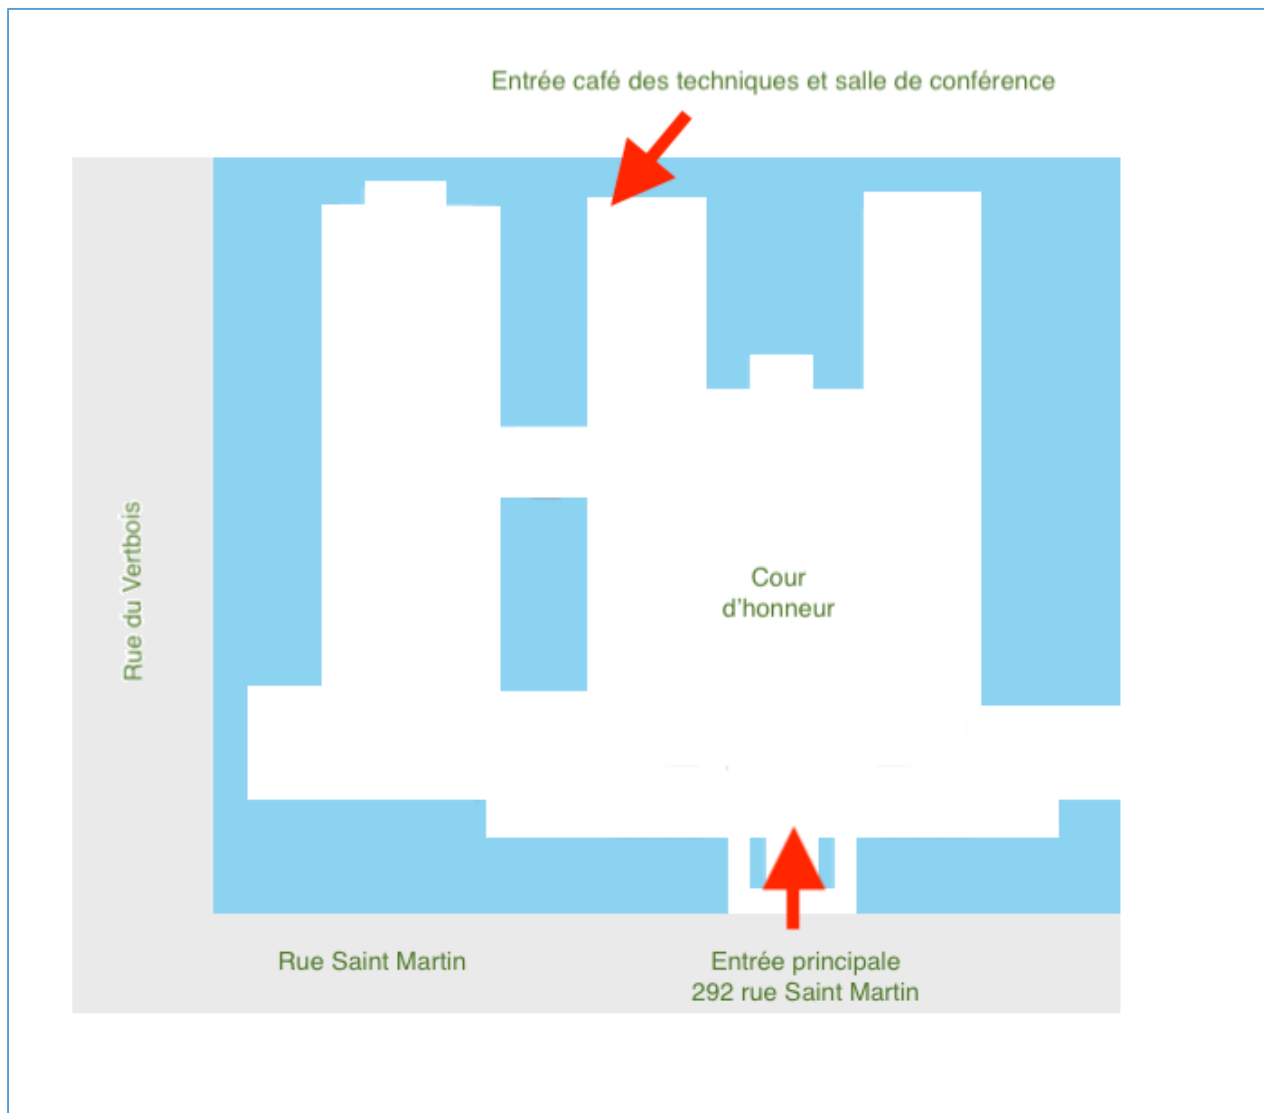 Entrée café des techniques et salle de conférence
Rue du Vertbois
Cour
d'honneur
Rue Saint Martin
Entrée principale
292 rue Saint Martin